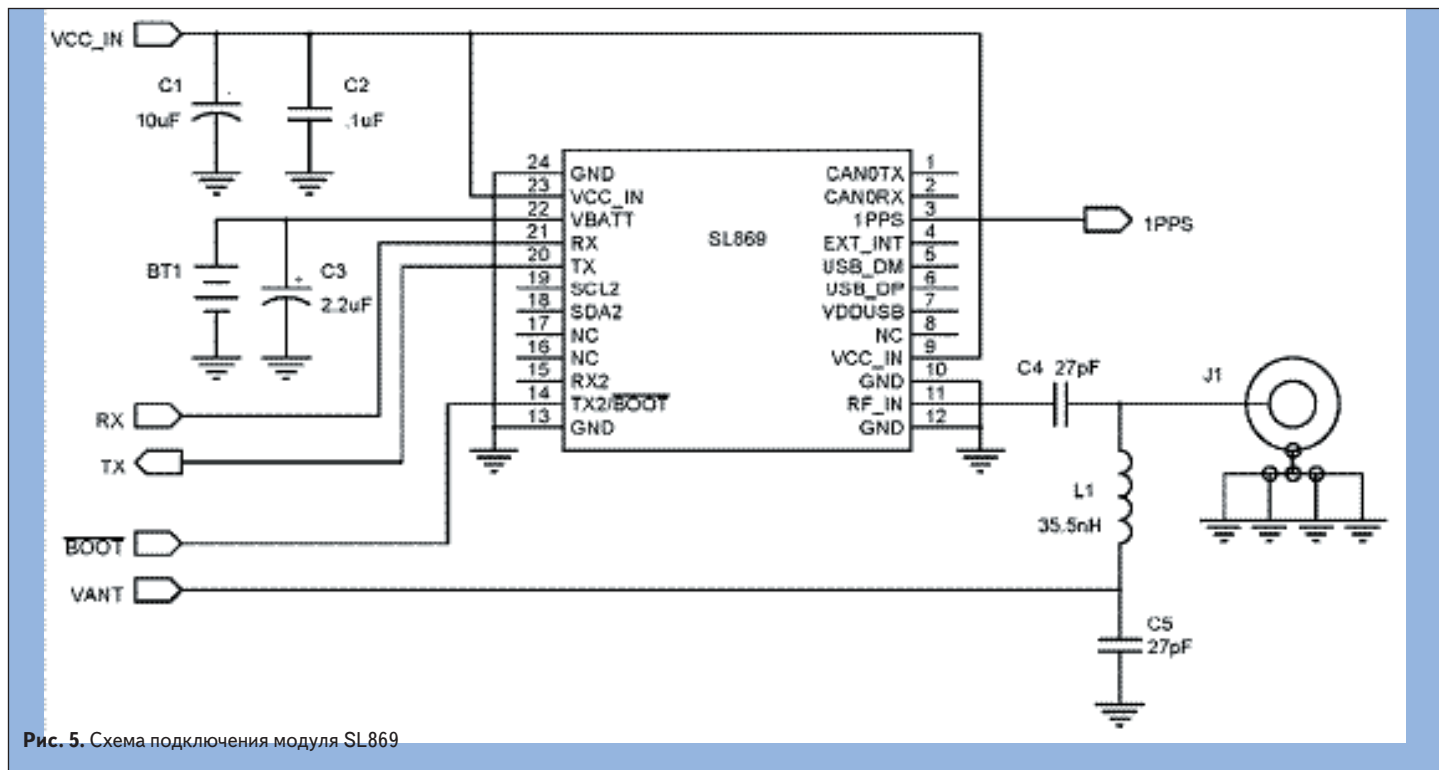 VCC_IN
C1
10uF
C2
.1uF
24 GND
23 VCC_IN
22 VBATT
21 RX
20 TX
19 SCL2
18 SDA2
17 NC
16 NC
15 RX2
14 TX2/BOOT
13 GND
SL869
CAN0TX 1
CAN0RX 2
1PPS 3
EXT_INT 4
USB_DM 5
USB_DP 6
VDDUSB 7
NC 8
VCC_IN 9
GND 10
RF_IN 11
GND 12
1PPS
BT1
+
C3
2.2uF
RX
TX
BOOT
VANT
C4 27pF
J1
L1
35.5nH
C5
27pF
Рис. 5. Схема подключения модуля SL869